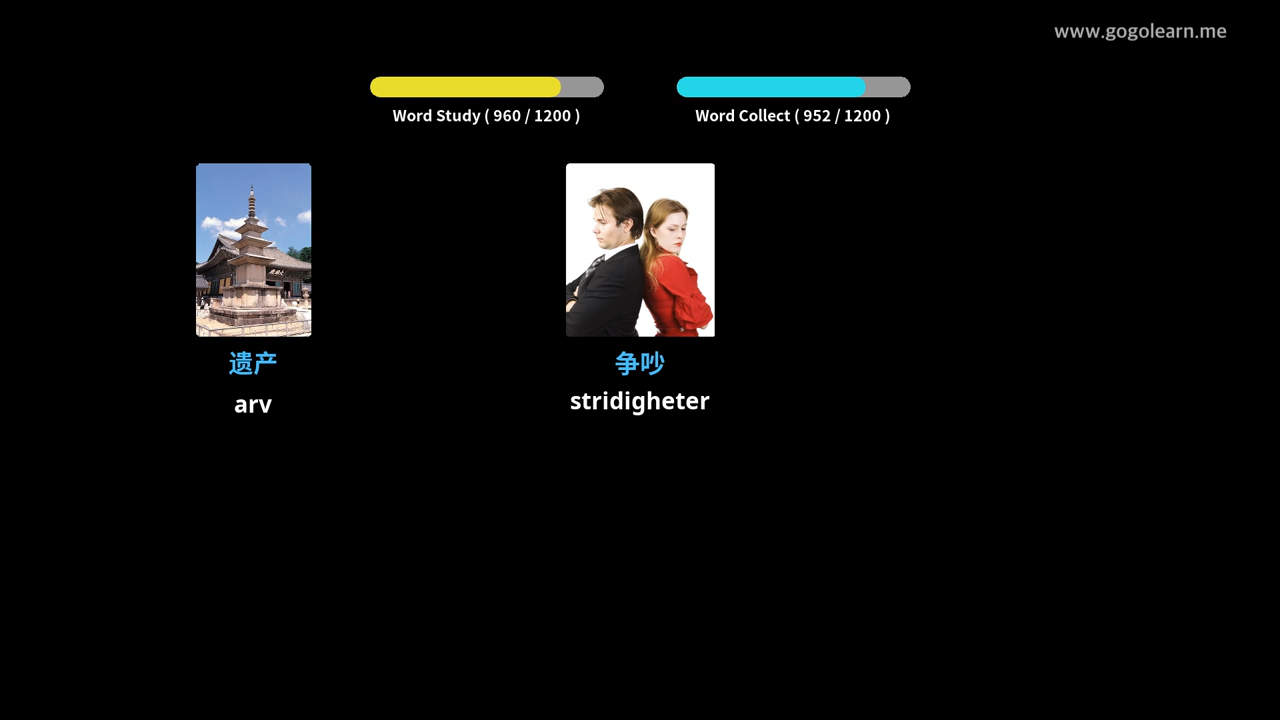 www.gogolearn.me
Word Study ( 960 / 1200 )
Word Collect ( 952 / 1200 )
遗产
arv
争吵
stridigheter